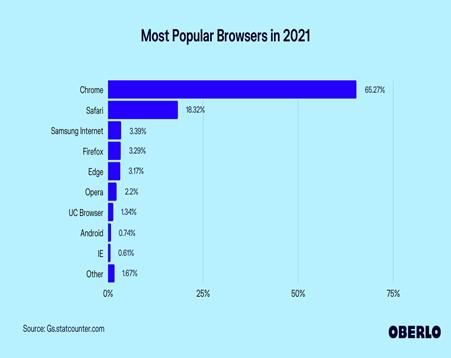 Most Popular Browsers in 2021
Chrome 65.27%
Safari 18.32%
Samsung Internet 3.39%
Firefox 3.29%
Edge 3.17%
Opera 2.2%
UC Browser 1.34%
Android 0.74%
IE 0.61%
Other 1.67%
0% 25% 50% 75%
Source: Gs.statcounter.com OBERLO